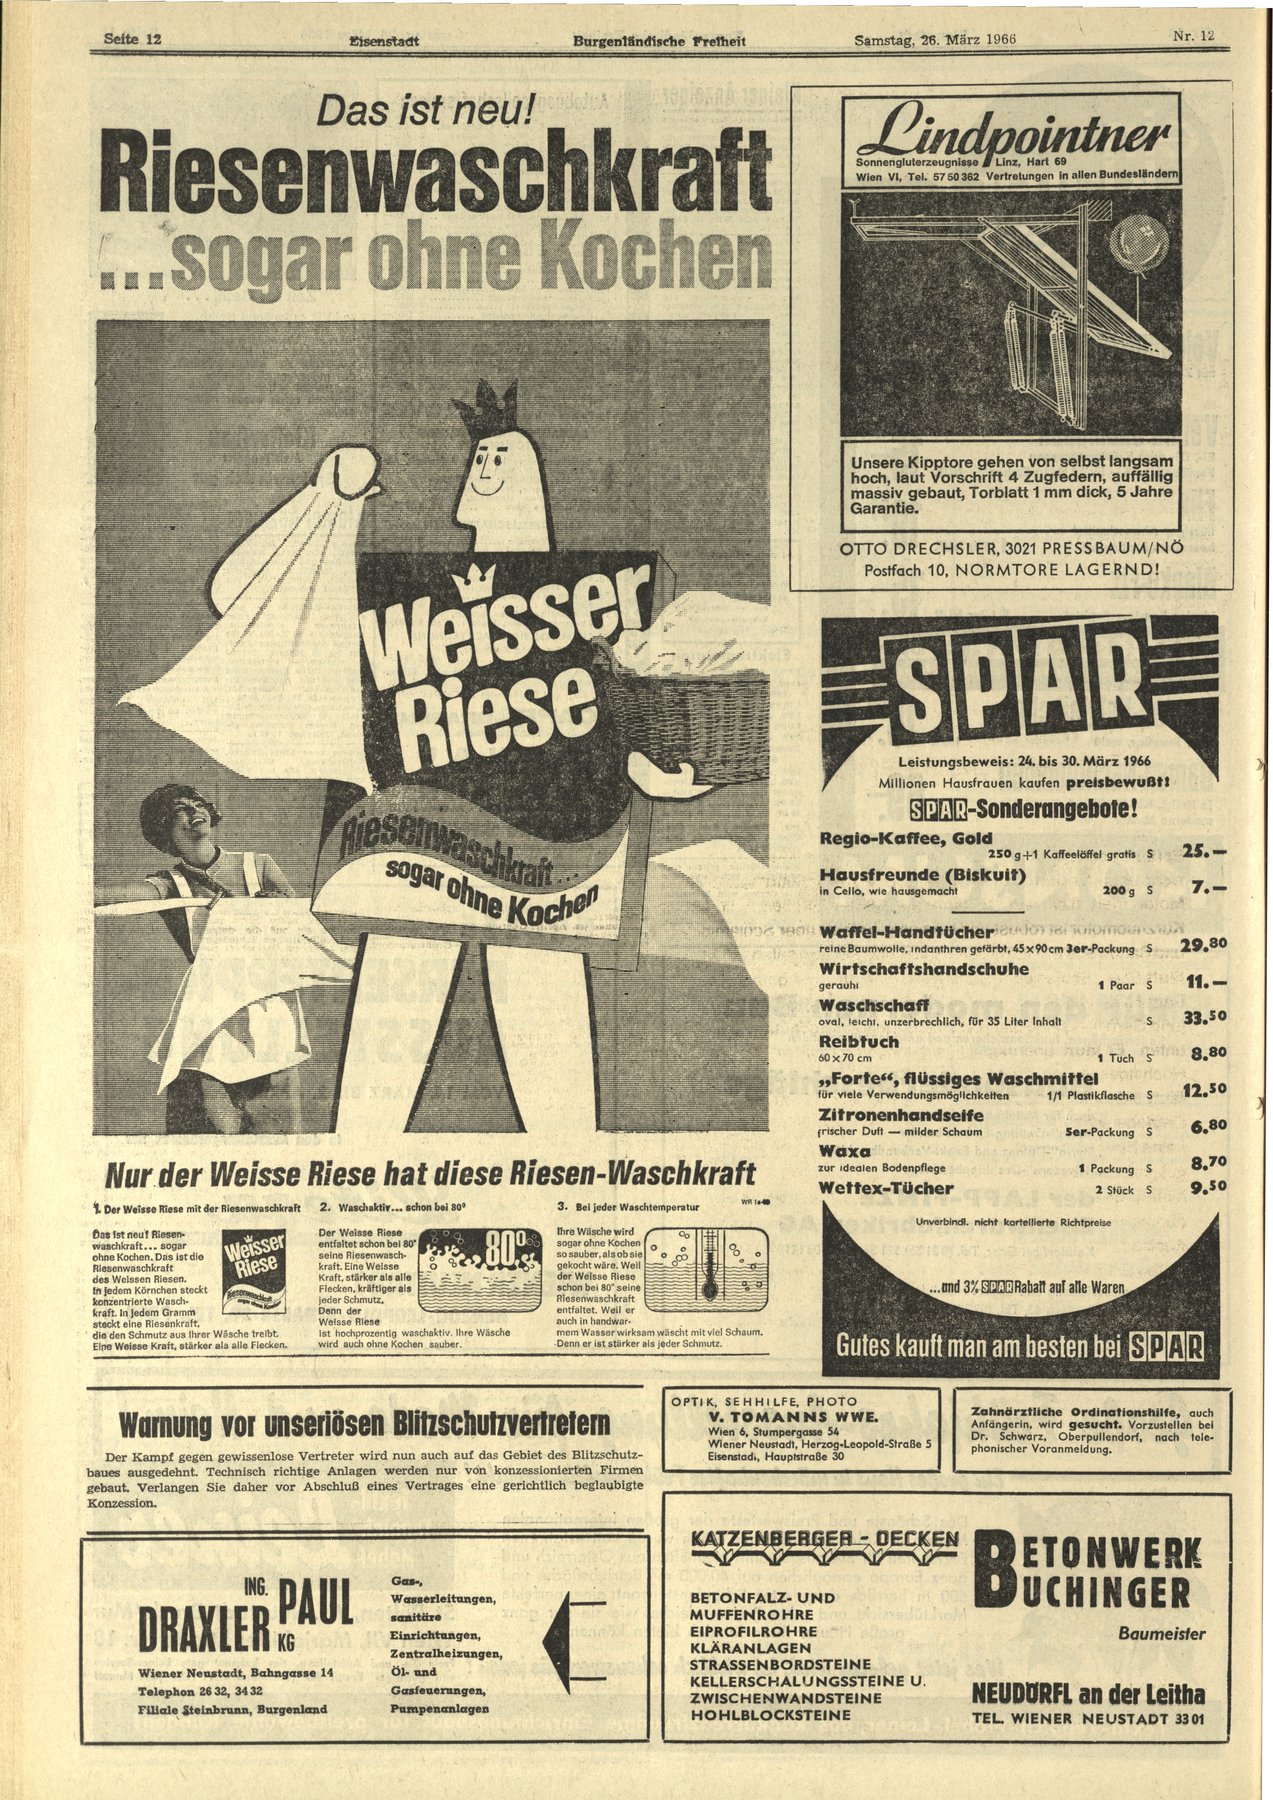 Seite 12
Eisenstadt
Burgenländische Freiheit
Samstag, 26. März 1966
Nr. 12
Das ist neu!
Riesenwaschkraft
...sogar ohne Kochen
Weisser
Riese
Riesenwaschkraft...
sogar ohne Kochen
Nur der Weisse Riese hat diese Riesen-Waschkraft
1. Der Weisse Riese mit der Riesenwaschkraft
Das ist neu! Riesen-
waschkraft... sogar
ohne Kochen. Das ist die
Riesenwaschkraft
des Weissen Riesen.
In jedem Körnchen steckt
konzentrierte Wasch-
kraft. In jedem Gramm
steckt eine Riesenkraft,
die den Schmutz aus Ihrer Wäsche treibt.
Eine Weisse Kraft, stärker als alle Flecken.
Weisser
Riese
Riesenwaschkraft...
sogar ohne Kochen
2. Waschaktiv... schon bei 80°
Der Weisse Riese
entfaltet schon bei 80°
seine Riesenwasch-
kraft. Eine Weisse
Kraft, stärker als alle
Flecken, kräftiger als
jeder Schmutz.
Denn der
Weisse Riese
ist hochprozentig waschaktiv. Ihre Wäsche
wird auch ohne Kochen sauber.
80°
3. Bei jeder Waschtemperatur
Ihre Wäsche wird
sogar ohne Kochen
so sauber, als ob sie
gekocht wäre. Weil
der Weisse Riese
schon bei 80° seine
Riesenwaschkraft
entfaltet. Weil er
auch in handwar-
mem Wasser wirksam wäscht mit viel Schaum.
Denn er ist stärker als jeder Schmutz.
Lindpointner
Sonnengluterzeugnisse Linz, Hart 69
Wien VI, Tel. 57 50 362 Vertretungen in allen Bundesländern
Unsere Kipptore gehen von selbst langsam
hoch, laut Vorschrift 4 Zugfedern, auffällig
massiv gebaut, Torblatt 1 mm dick, 5 Jahre
Garantie.
OTTO DRECHSLER, 3021 PRESSBAUM/NÖ
Postfach 10, NORMTORE LAGERND!
SPAR
Leistungsbeweis: 24. bis 30. März 1966
Millionen Hausfrauen kaufen preisbewußt!
SPAR-Sonderangebote!
Regio-Kaffee, Gold
250 g+1 Kaffeelöffel gratis S 25.—
Hausfreunde (Biskuit)
in Cello, wie hausgemacht 200 g S 7.—
Waffel-Handtücher
reine Baumwolle, indanthren gefärbt, 45×90 cm 3er-Packung S 29.80
Wirtschaftshandschuhe
gerauht 1 Paar S 11.—
Waschschaff
oval, leicht, unzerbrechlich, für 35 Liter Inhalt S 33.50
Reibtuch
60×70 cm 1 Tuch S 8.80
„Forte“, flüssiges Waschmittel
für viele Verwendungsmöglichkeiten 1/1 Plastikflasche S 12.50
Zitronenhandseife
frischer Duft — milder Schaum 5er-Packung S 6.80
Waxa
zur idealen Bodenpflege 1 Packung S 8.70
Wettex-Tücher 2 Stück S 9.50
Unverbindl. nicht kartellierte Richtpreise
...und 3% SPAR Rabatt auf alle Waren
Gutes kauft man am besten bei SPAR
Warnung vor unseriösen Blitzschutzvertretern
Der Kampf gegen gewissenlose Vertreter wird nun auch auf das Gebiet des Blitzschutz-
baues ausgedehnt. Technisch richtige Anlagen werden nur von konzessionierten Firmen
gebaut. Verlangen Sie daher vor Abschluß eines Vertrages eine gerichtlich beglaubigte
Konzession.
OPTIK, SEHHILFE, PHOTO
V. TOMANNS WWE.
Wien 6, Stumpergasse 54
Wiener Neustadt, Herzog-Leopold-Straße 5
Eisenstadt, Hauptstraße 30
Zahnärztliche Ordinationshilfe, auch
Anfängerin, wird gesucht. Vorzustellen bei
Dr. Schwarz, Oberpullendorf, nach tele-
phonischer Voranmeldung.
ING. PAUL
DRAXLER KG
Wiener Neustadt, Bahngasse 14
Telephon 26 32, 34 32
Filiale Steinbrunn, Burgenland
Gas-,
Wasserleitungen,
sanitäre
Einrichtungen,
Zentralheizungen,
Öl- und
Gasfeuerungen,
Pumpenanlagen
KATZENBERGER - DECKEN
BETONFALZ- UND
MUFFENROHRE
EIPROFILROHRE
KLÄRANLAGEN
STRASSENBORDSTEINE
KELLERSCHALUNGSSTEINE U.
ZWISCHENWANDSTEINE
HOHLBLOCKSTEINE
BETONWERK
BUCHINGER
Baumeister
NEUDÖRFL an der Leitha
TEL. WIENER NEUSTADT 33 01